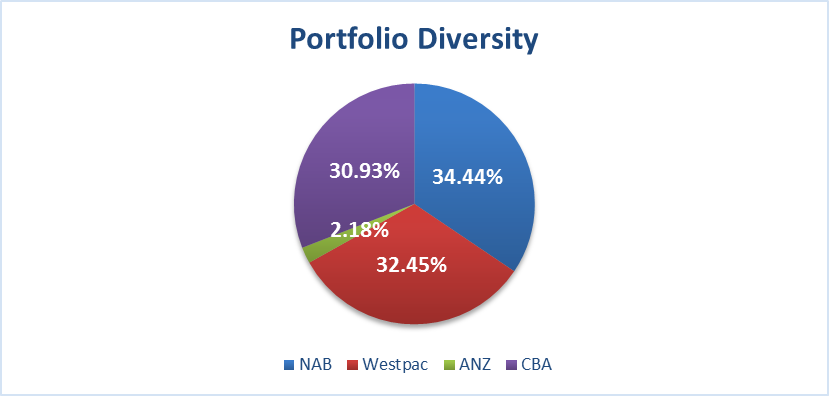 Portfolio Diversity
30.93%
34.44%
2.18%
32.45%
NAB Westpac ANZ CBA